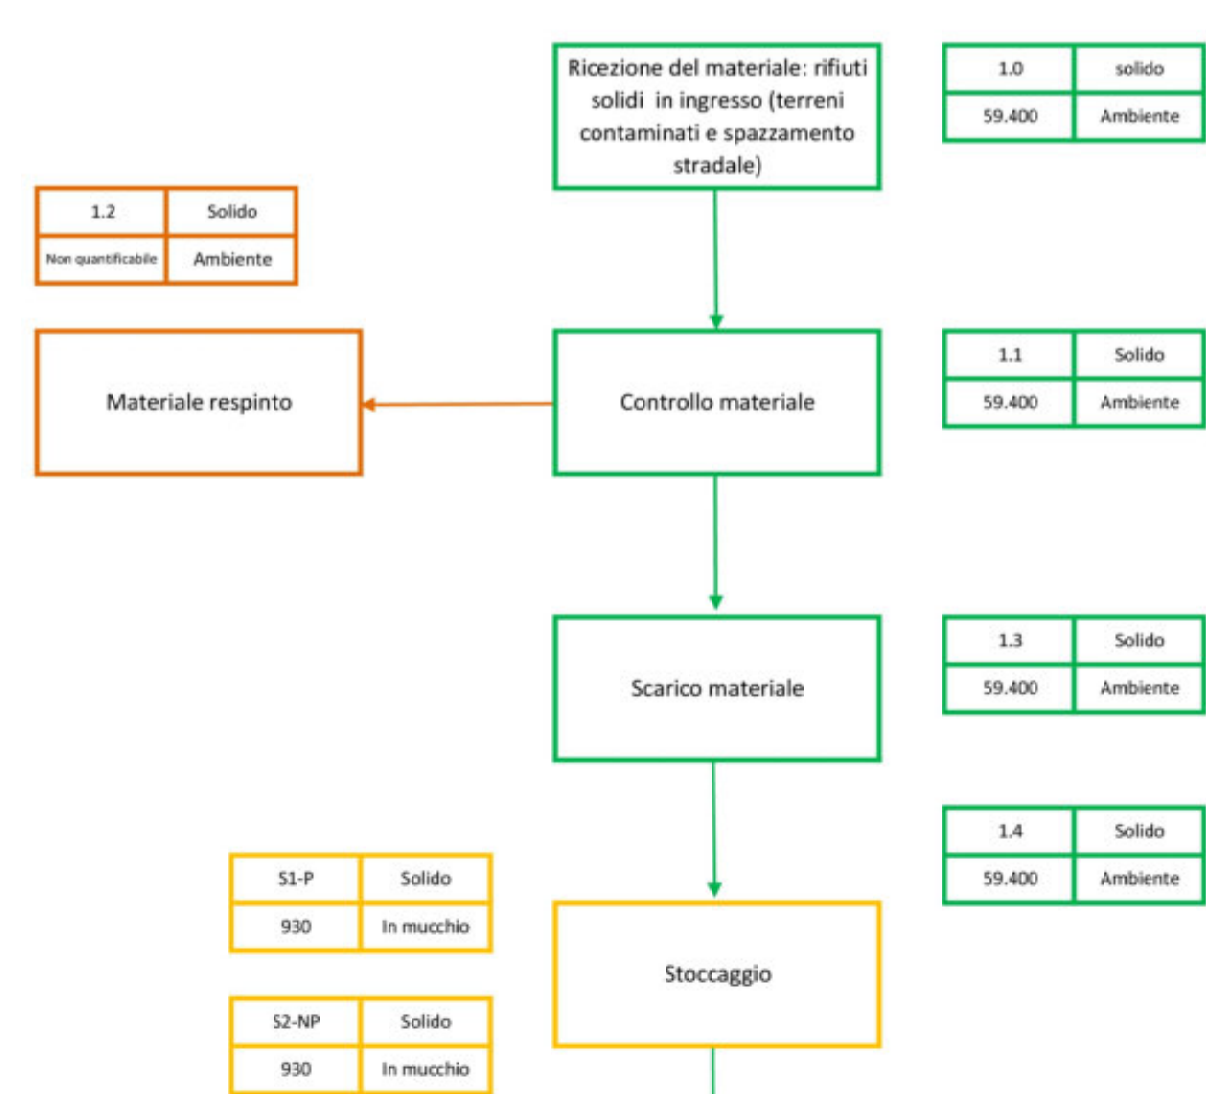 Ricezione del materiale: rifiuti
solidi in ingresso (terreni
contaminati e spazzamento
stradale)
1.0 solido
59.400 Ambiente
1.2 Solido
Non quantificabile Ambiente
Materiale respinto
Controllo materiale
1.1 Solido
59.400 Ambiente
Scarico materiale
1.3 Solido
59.400 Ambiente
1.4 Solido
59.400 Ambiente
S1-P Solido
930 In mucchio
Stoccaggio
S2-NP Solido
930 In mucchio